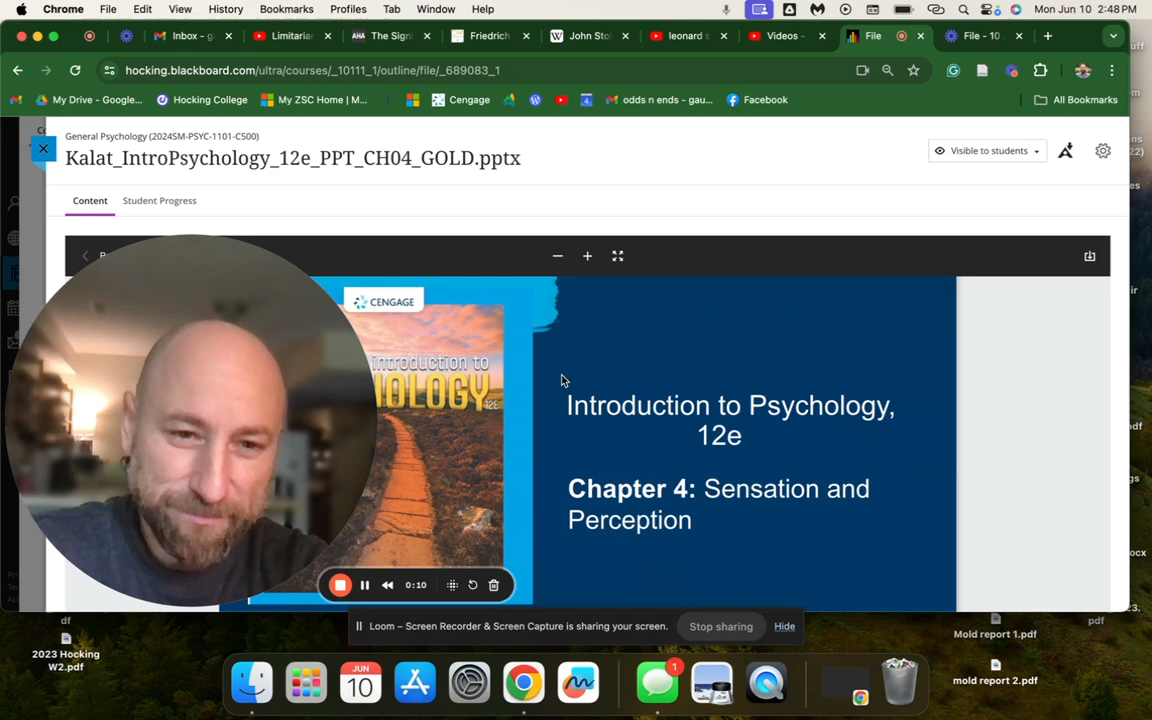 Chrome File Edit View History Bookmarks Profiles Tab Window Help Mon Jun 10 2:48 PM
Inbox - g Limitarian AHA The Sign Friedrich W John Sto leonard s Videos - File File - 10
hocking.blackboard.com/ultra/courses/_10111_1/outline/file/_689083_1
My Drive - Google... Hocking College My ZSC Home | M... Cengage odds n ends - gau... Facebook All Bookmarks
General Psychology (2024SM-PSYC-1101-C500)
Kalat_IntroPsychology_12e_PPT_CH04_GOLD.pptx
Visible to students
Content Student Progress
CENGAGE
introduction to
OLOGY 12E
Introduction to Psychology,
12e
Chapter 4: Sensation and
Perception
0:10
Loom – Screen Recorder & Screen Capture is sharing your screen. Stop sharing Hide
df
2023 Hocking
W2.pdf
Mold report 1.pdf
mold report 2.pdf
JUN
10
1